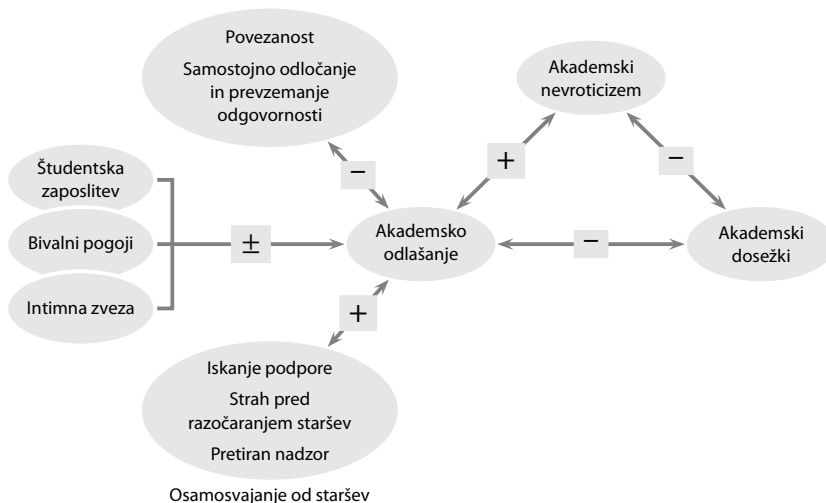 Povezanost
Samostojno odločanje
in prevzemanje
odgovornosti
Akademski
nevroticizem
+
−
−
Študentska
zaposlitev
Bivalni pogoji
Intimna zveza
±
Akademsko
odlašanje
−
Akademski
dosežki
+
Iskanje podpore
Strah pred
razočaranjem staršev
Pretiran nadzor
Osamosvajanje od staršev